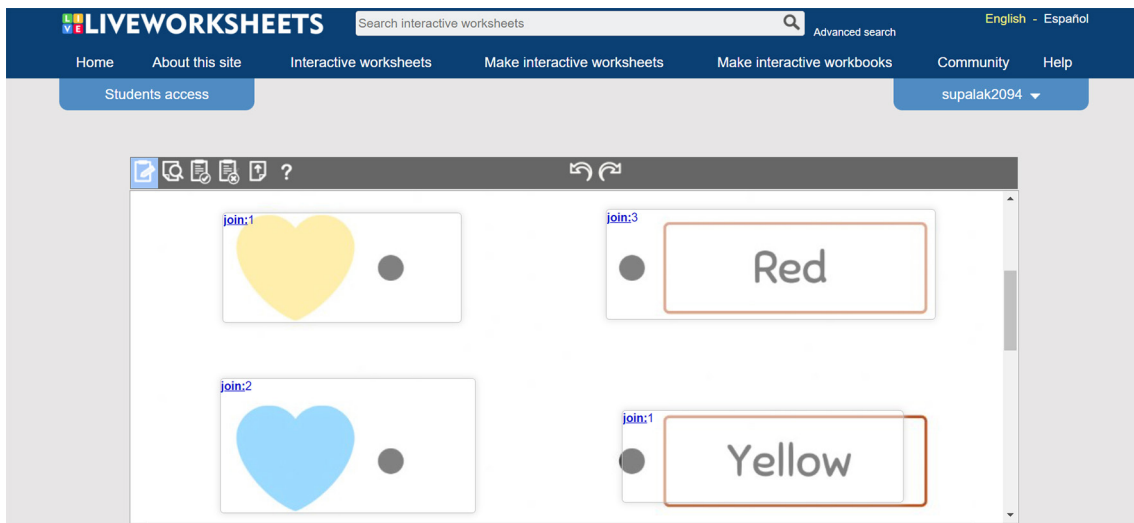 LIVEWORKSHEETS
Search interactive worksheets
Advanced search
English - Español
Home About this site Interactive worksheets Make interactive worksheets Make interactive workbooks Community Help
Students access
supalak2094
?
join:1
join:3
Red
join:2
join:1
Yellow